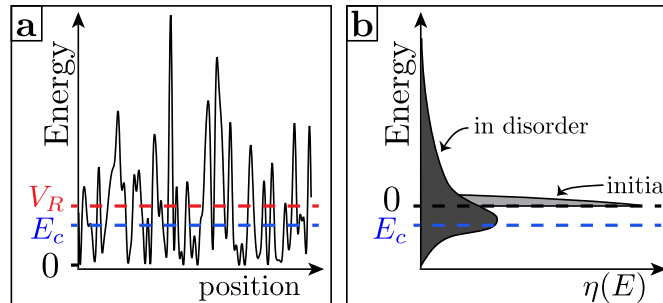 a
Energy
V_R
E_c
0
position
b
Energy
in disorder
initia
0
E_c
η(E)